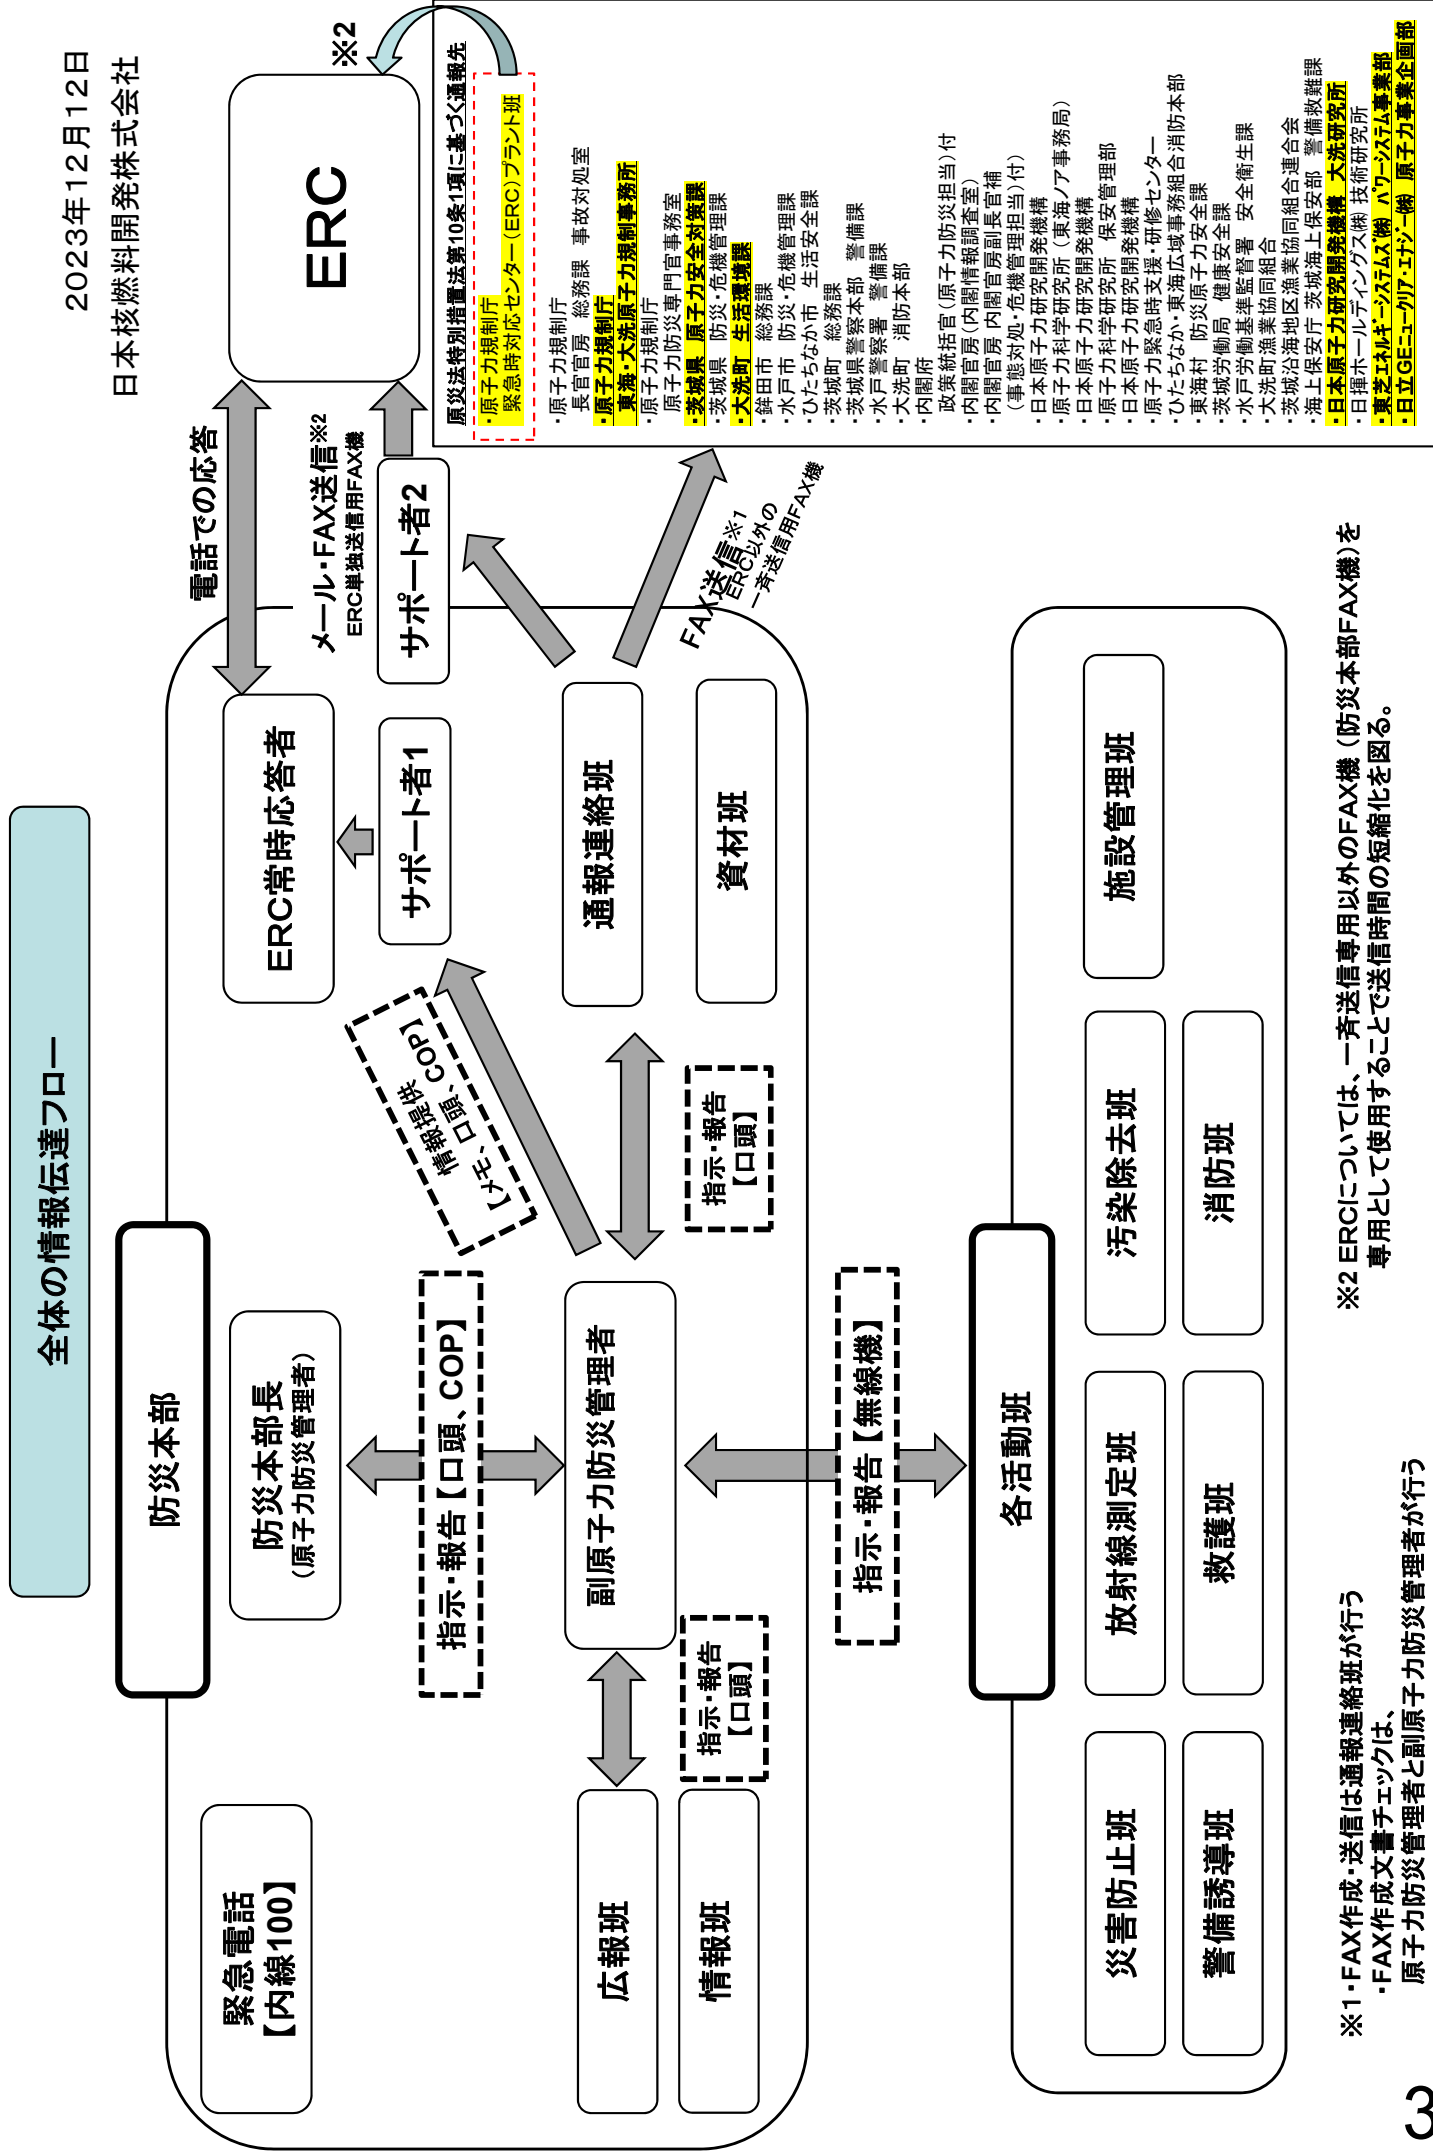 2023年12月12日
日本核燃料開発株式会社
全体の情報伝達フロー
防災本部
緊急電話
【内線100】
防災本部長
（原子力防災管理者）
ERC常時応答者
電話での応答
ERC
※2
メール・FAX送信※2
ERC単独送信用FAX機
サポート者1
サポート者2
指示・報告【口頭、COP】
情報提供
【メモ、口頭、COP】
広報班
情報班
指示・報告
【口頭】
副原子力防災管理者
指示・報告
【口頭】
通報連絡班
資材班
FAX送信※1
ERC以外の
一斉送信用FAX機
指示・報告【無線機】
各活動班
災害防止班
放射線測定班
汚染除去班
施設管理班
警備誘導班
救護班
消防班
原災法特別措置法第10条1項に基づく通報先
・原子力規制庁
緊急時対応センター（ERC）プラント班
・原子力規制庁
長官官房 総務課 事故対処室
・原子力規制庁
東海・大洗原子力規制事務所
・原子力規制庁
原子力防災専門官事務室
・茨城県 原子力安全対策課
・茨城県 防災・危機管理課
・大洗町 生活環境課
・鉾田市 総務課
・水戸市 防災・危機管理課
・ひたちなか市 生活安全課
・茨城町 総務課
・茨城県警察本部 警備課
・水戸警察署 警備課
・大洗町 消防本部
・内閣府
政策統括官（原子力防災担当）付
・内閣官房（内閣情報調査室）
・内閣官房 内閣官房副長官補
（事態対処・危機管理担当）付）
・日本原子力研究開発機構
・原子力科学研究所（東海ノア事務局）
・日本原子力研究開発機構
・原子力科学研究所 保安管理部
・日本原子力研究開発機構
・原子力緊急時支援・研修センター
・ひたちなか・東海広域事務組合消防本部
・東海村 防災原子力安全課
・茨城労働局 健康安全課
・水戸労働基準監督署 安全衛生課
・大洗町漁業協同組合
・茨城沿海地区漁業協同組合連合会
・海上保安庁 茨城海上保安部 警備救難課
・日本原子力研究開発機構 大洗研究所
・日揮ホールディングス㈱ 技術研究所
・東芝エネルギーシステムズ㈱ パワーシステム事業部
・日立GEニュークリア・エナジー㈱ 原子力事業企画部
※1・FAX作成・送信は通報連絡班が行う
・FAX作成文書チェックは、
原子力防災管理者と副原子力防災管理者が行う
※2 ERCについては、一斉送信専用以外のFAX機（防災本部FAX機）を
専用として使用することで送信時間の短縮化を図る。
3